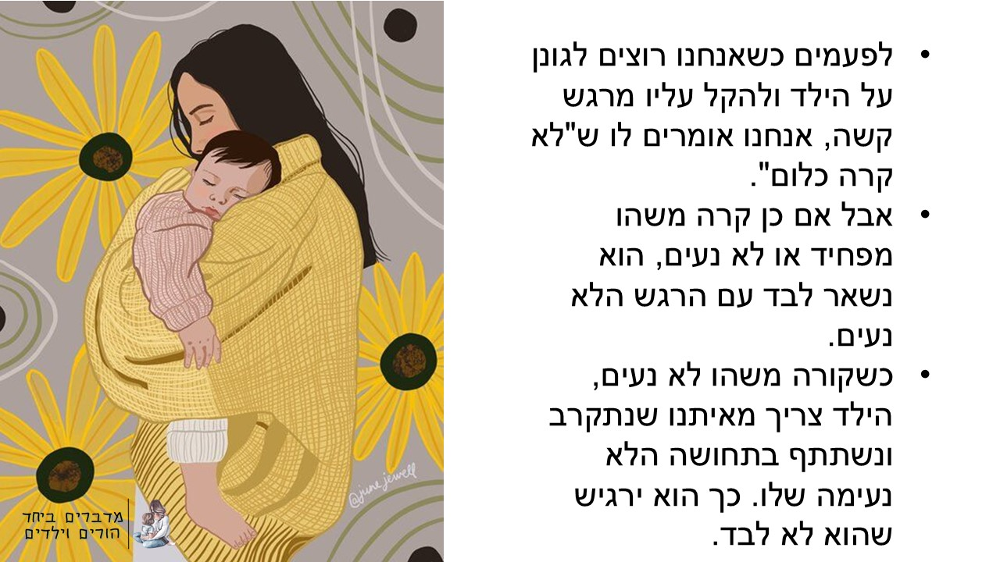 • לפעמים כשאנחנו רוצים לגונן
על הילד ולהקל עליו מרגש
קשה, אנחנו אומרים לו ש"לא
קרה כלום".
• אבל אם כן קרה משהו
מפחיד או לא נעים, הוא
נשאר לבד עם הרגש הלא
נעים.
• כשקורה משהו לא נעים,
הילד צריך מאיתנו שנתקרב
ונשתתף בתחושה הלא
נעימה שלו. כך הוא ירגיש
שהוא לא לבד.
@junejewell
מדברים ביחד
הורים וילדים